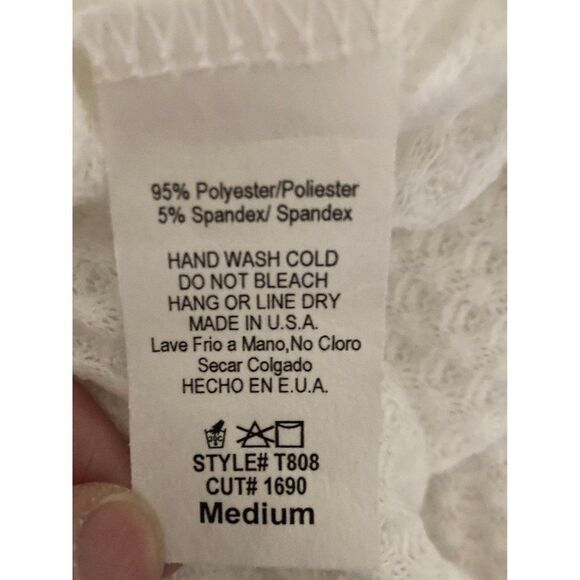 95% Polyester/Poliester
5% Spandex/ Spandex
HAND WASH COLD
DO NOT BLEACH
HANG OR LINE DRY
MADE IN U.S.A.
Lave Frio a Mano,No Cloro
Secar Colgado
HECHO EN E.U.A.
STYLE# T808
CUT# 1690
Medium